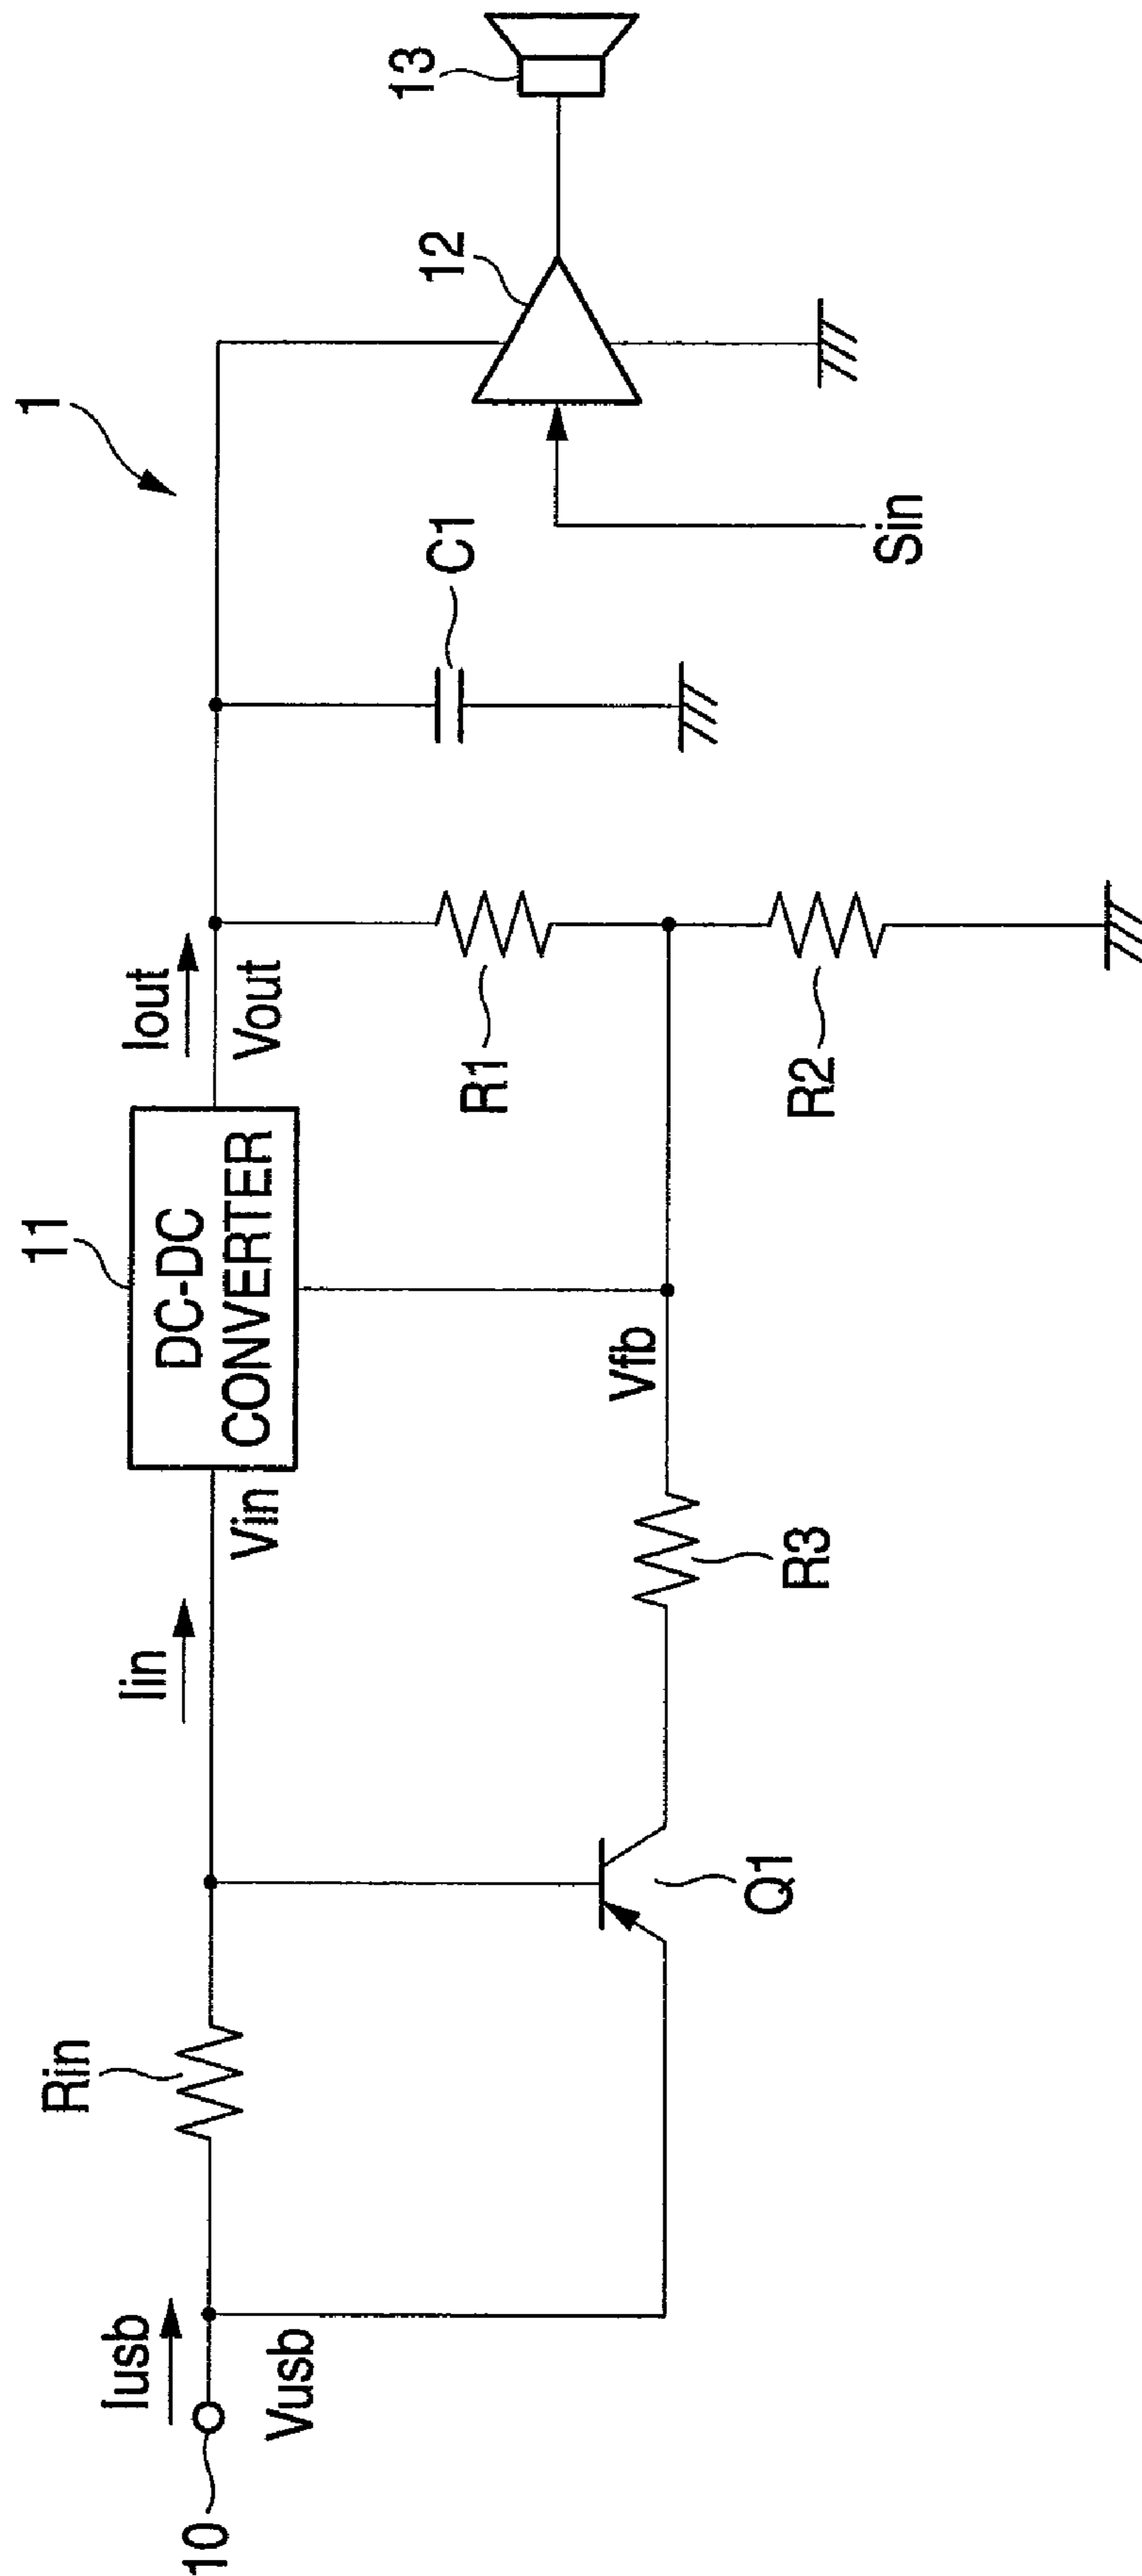 1
13
12
11
Iout
Vout
DC-DC
CONVERTER
C1
Iin
Vin
R1
Sin
Rin
Vfb
R2
Iusb
R3
Vusb
Q1
10